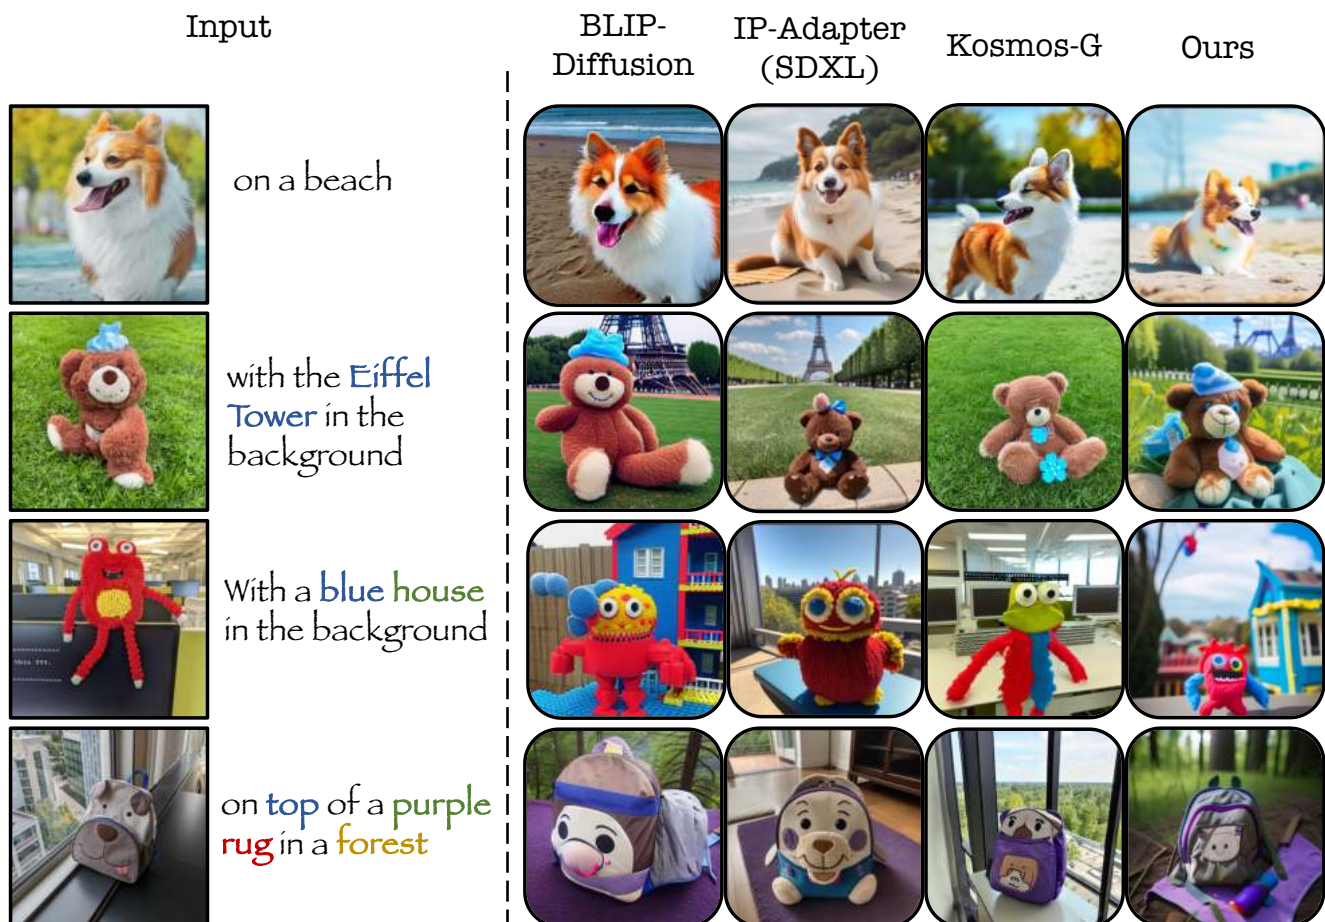 Input
BLIP-
Diffusion
IP-Adapter
(SDXL)
Kosmos-G
Ours
on a beach
with the Eiffel
Tower in the
background
With a blue house
in the background
on top of a purple
rug in a forest